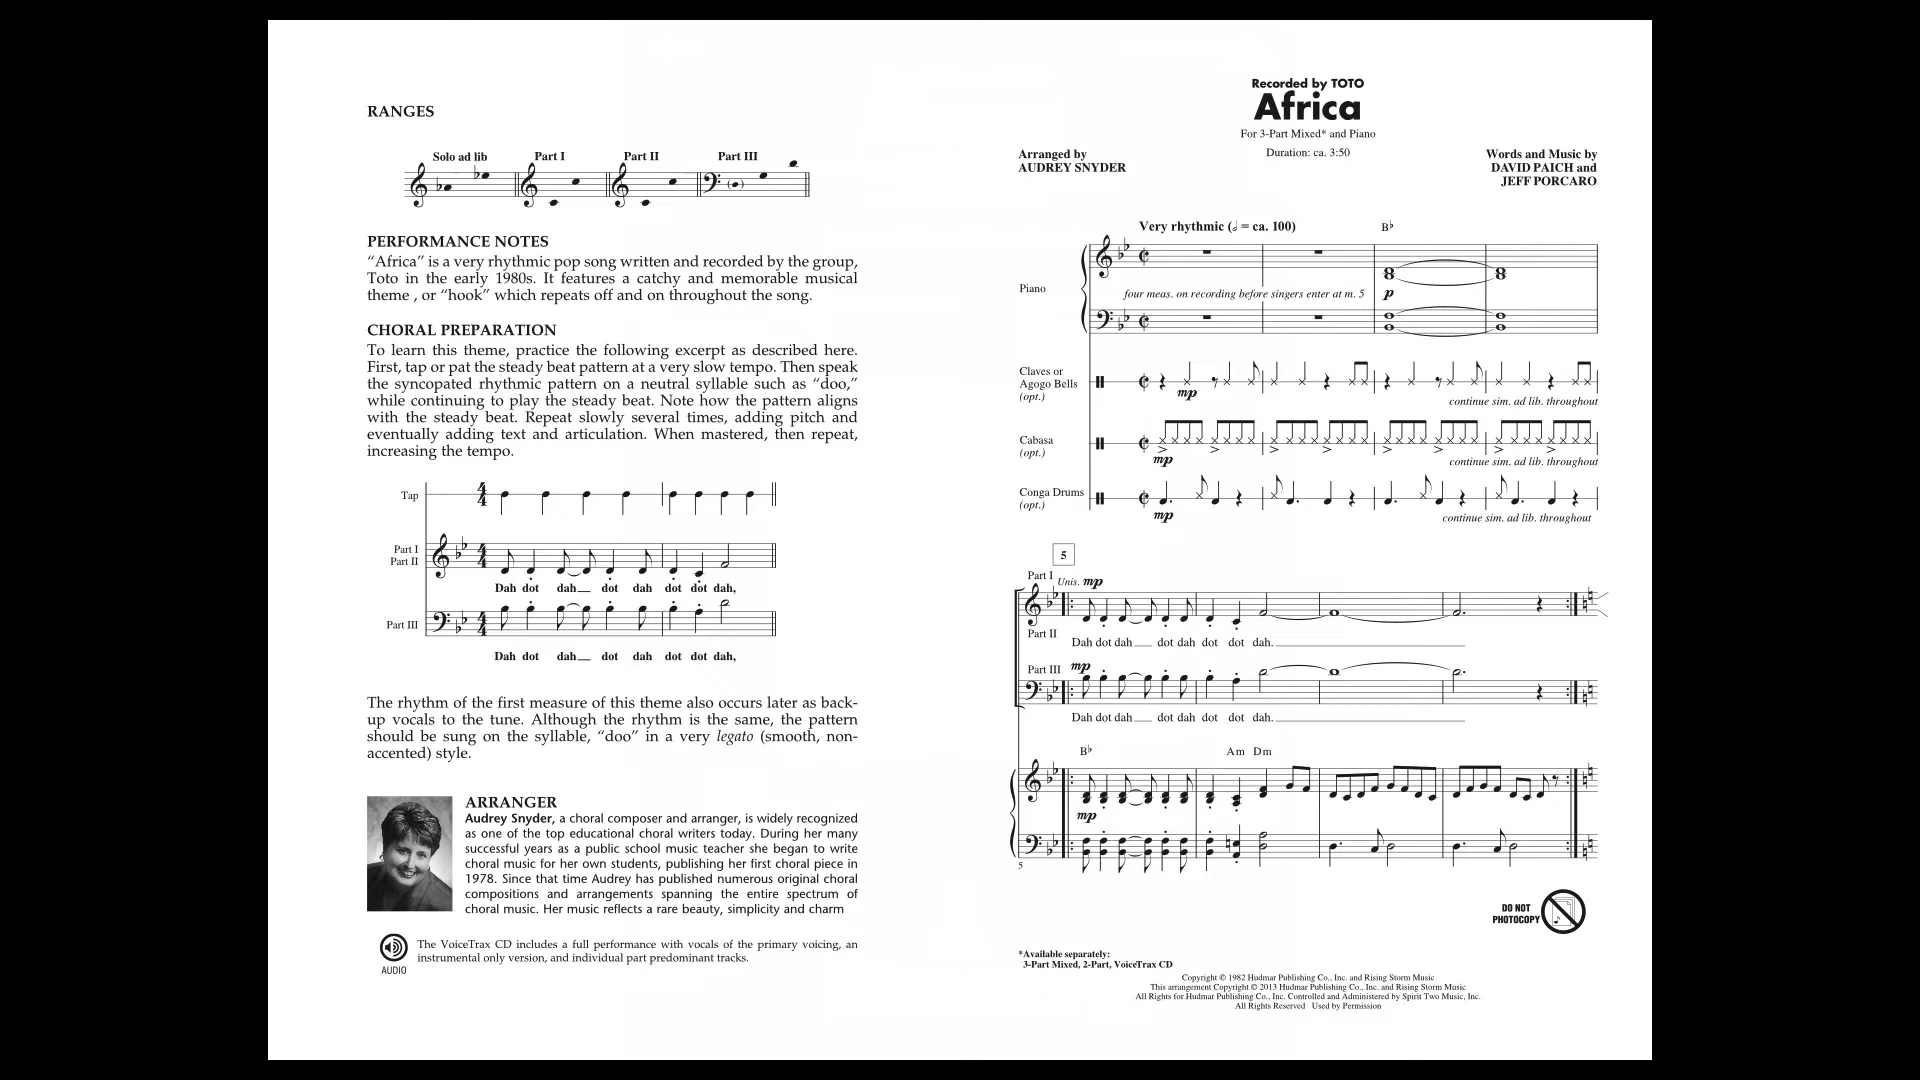 RANGES
Solo ad lib Part I Part II Part III
PERFORMANCE NOTES
“Africa” is a very rhythmic pop song written and recorded by the group,
Toto in the early 1980s. It features a catchy and memorable musical
theme , or “hook” which repeats off and on throughout the song.
CHORAL PREPARATION
To learn this theme, practice the following excerpt as described here.
First, tap or pat the steady beat pattern at a very slow tempo. Then speak
the syncopated rhythmic pattern on a neutral syllable such as “doo,”
while continuing to play the steady beat. Note how the pattern aligns
with the steady beat. Repeat slowly several times, adding pitch and
eventually adding text and articulation. When mastered, then repeat,
increasing the tempo.
Tap
4
4
Part I
Part II
4
4
Dah dot dah dot dah dot dot dah,
Part III
4
4
Dah dot dah dot dah dot dot dah,
The rhythm of the first measure of this theme also occurs later as back-
up vocals to the tune. Although the rhythm is the same, the pattern
should be sung on the syllable, “doo” in a very legato (smooth, non-
accented) style.
ARRANGER
Audrey Snyder, a choral composer and arranger, is widely recognized
as one of the top educational choral writers today. During her many
successful years as a public school music teacher she began to write
choral music for her own students, publishing her first choral piece in
1978. Since that time Audrey has published numerous original choral
compositions and arrangements spanning the entire spectrum of
choral music. Her music reflects a rare beauty, simplicity and charm
AUDIO
The VoiceTrax CD includes a full performance with vocals of the primary voicing, an
instrumental only version, and individual part predominant tracks.
Recorded by TOTO
Africa
For 3-Part Mixed* and Piano
Duration: ca. 3:50
Arranged by
AUDREY SNYDER
Words and Music by
DAVID PAICH and
JEFF PORCARO
Very rhythmic (𝅗𝅥 = ca. 100) B♭
Piano
four meas. on recording before singers enter at m. 5 p
Claves or
Agogo Bells
(opt.)
mp
continue sim. ad lib. throughout
Cabasa
(opt.)
mp
continue sim. ad lib. throughout
Conga Drums
(opt.)
mp
continue sim. ad lib. throughout
5
Part I Unis. mp
Part II
Dah dot dah dot dah dot dot dah.
Part III mp
Dah dot dah dot dah dot dot dah.
B♭ Am Dm
mp
5
DO NOT
PHOTOCOPY
*Available separately:
3-Part Mixed, 2-Part, VoiceTrax CD
Copyright © 1982 Hudmar Publishing Co., Inc. and Rising Storm Music
This arrangement Copyright © 2013 Hudmar Publishing Co., Inc. and Rising Storm Music
All Rights for Hudmar Publishing Co., Inc. Controlled and Administered by Spirit Two Music, Inc.
All Rights Reserved Used by Permission